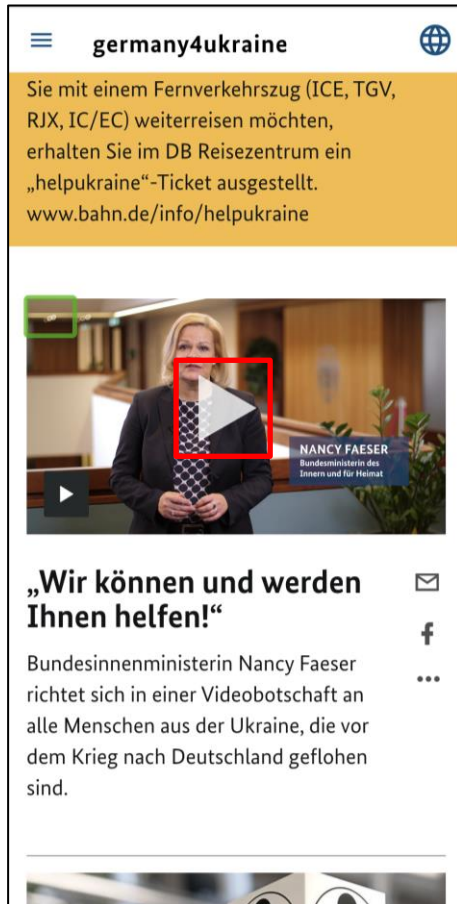 germany4ukraine
Sie mit einem Fernverkehrszug (ICE, TGV,
RJX, IC/EC) weiterreisen möchten,
erhalten Sie im DB Reisezentrum ein
„helpukraine“-Ticket ausgestellt.
www.bahn.de/info/helpukraine
NANCY FAESER
Bundesministerin des
Innern und für Heimat
„Wir können und werden
Ihnen helfen!“
Bundesinnenministerin Nancy Faeser
richtet sich in einer Videobotschaft an
alle Menschen aus der Ukraine, die vor
dem Krieg nach Deutschland geflohen
sind.